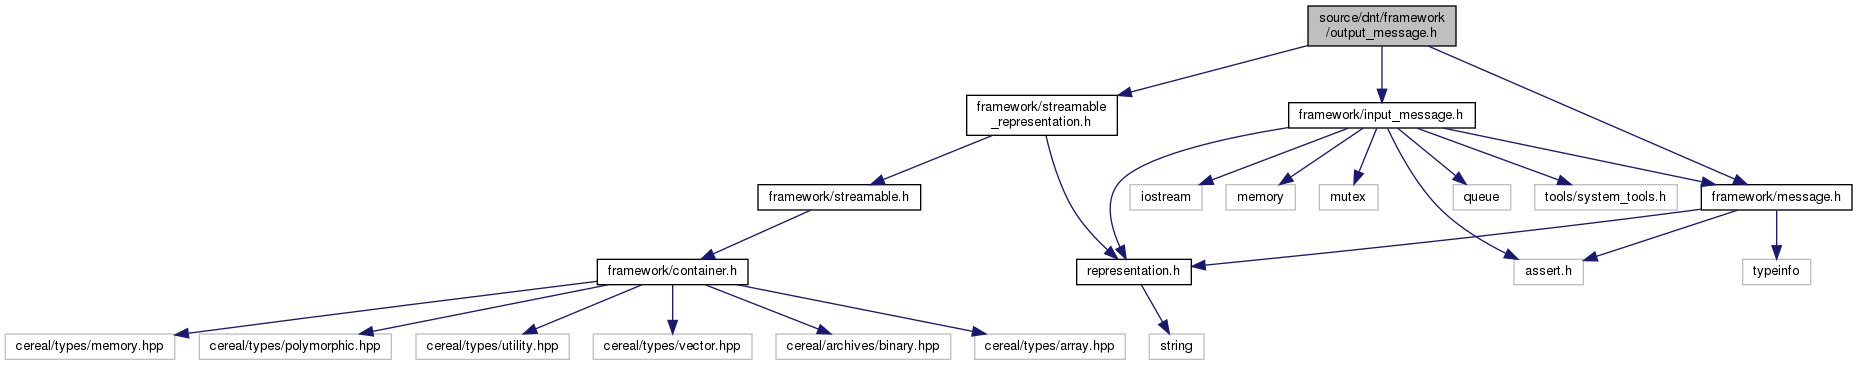 source/dnt/framework
/output_message.h
framework/streamable
_representation.h
framework/input_message.h
framework/streamable.h
iostream
memory
mutex
queue
tools/system_tools.h
framework/message.h
framework/container.h
representation.h
assert.h
typeinfo
cereal/types/memory.hpp
cereal/types/polymorphic.hpp
cereal/types/utility.hpp
cereal/types/vector.hpp
cereal/archives/binary.hpp
cereal/types/array.hpp
string